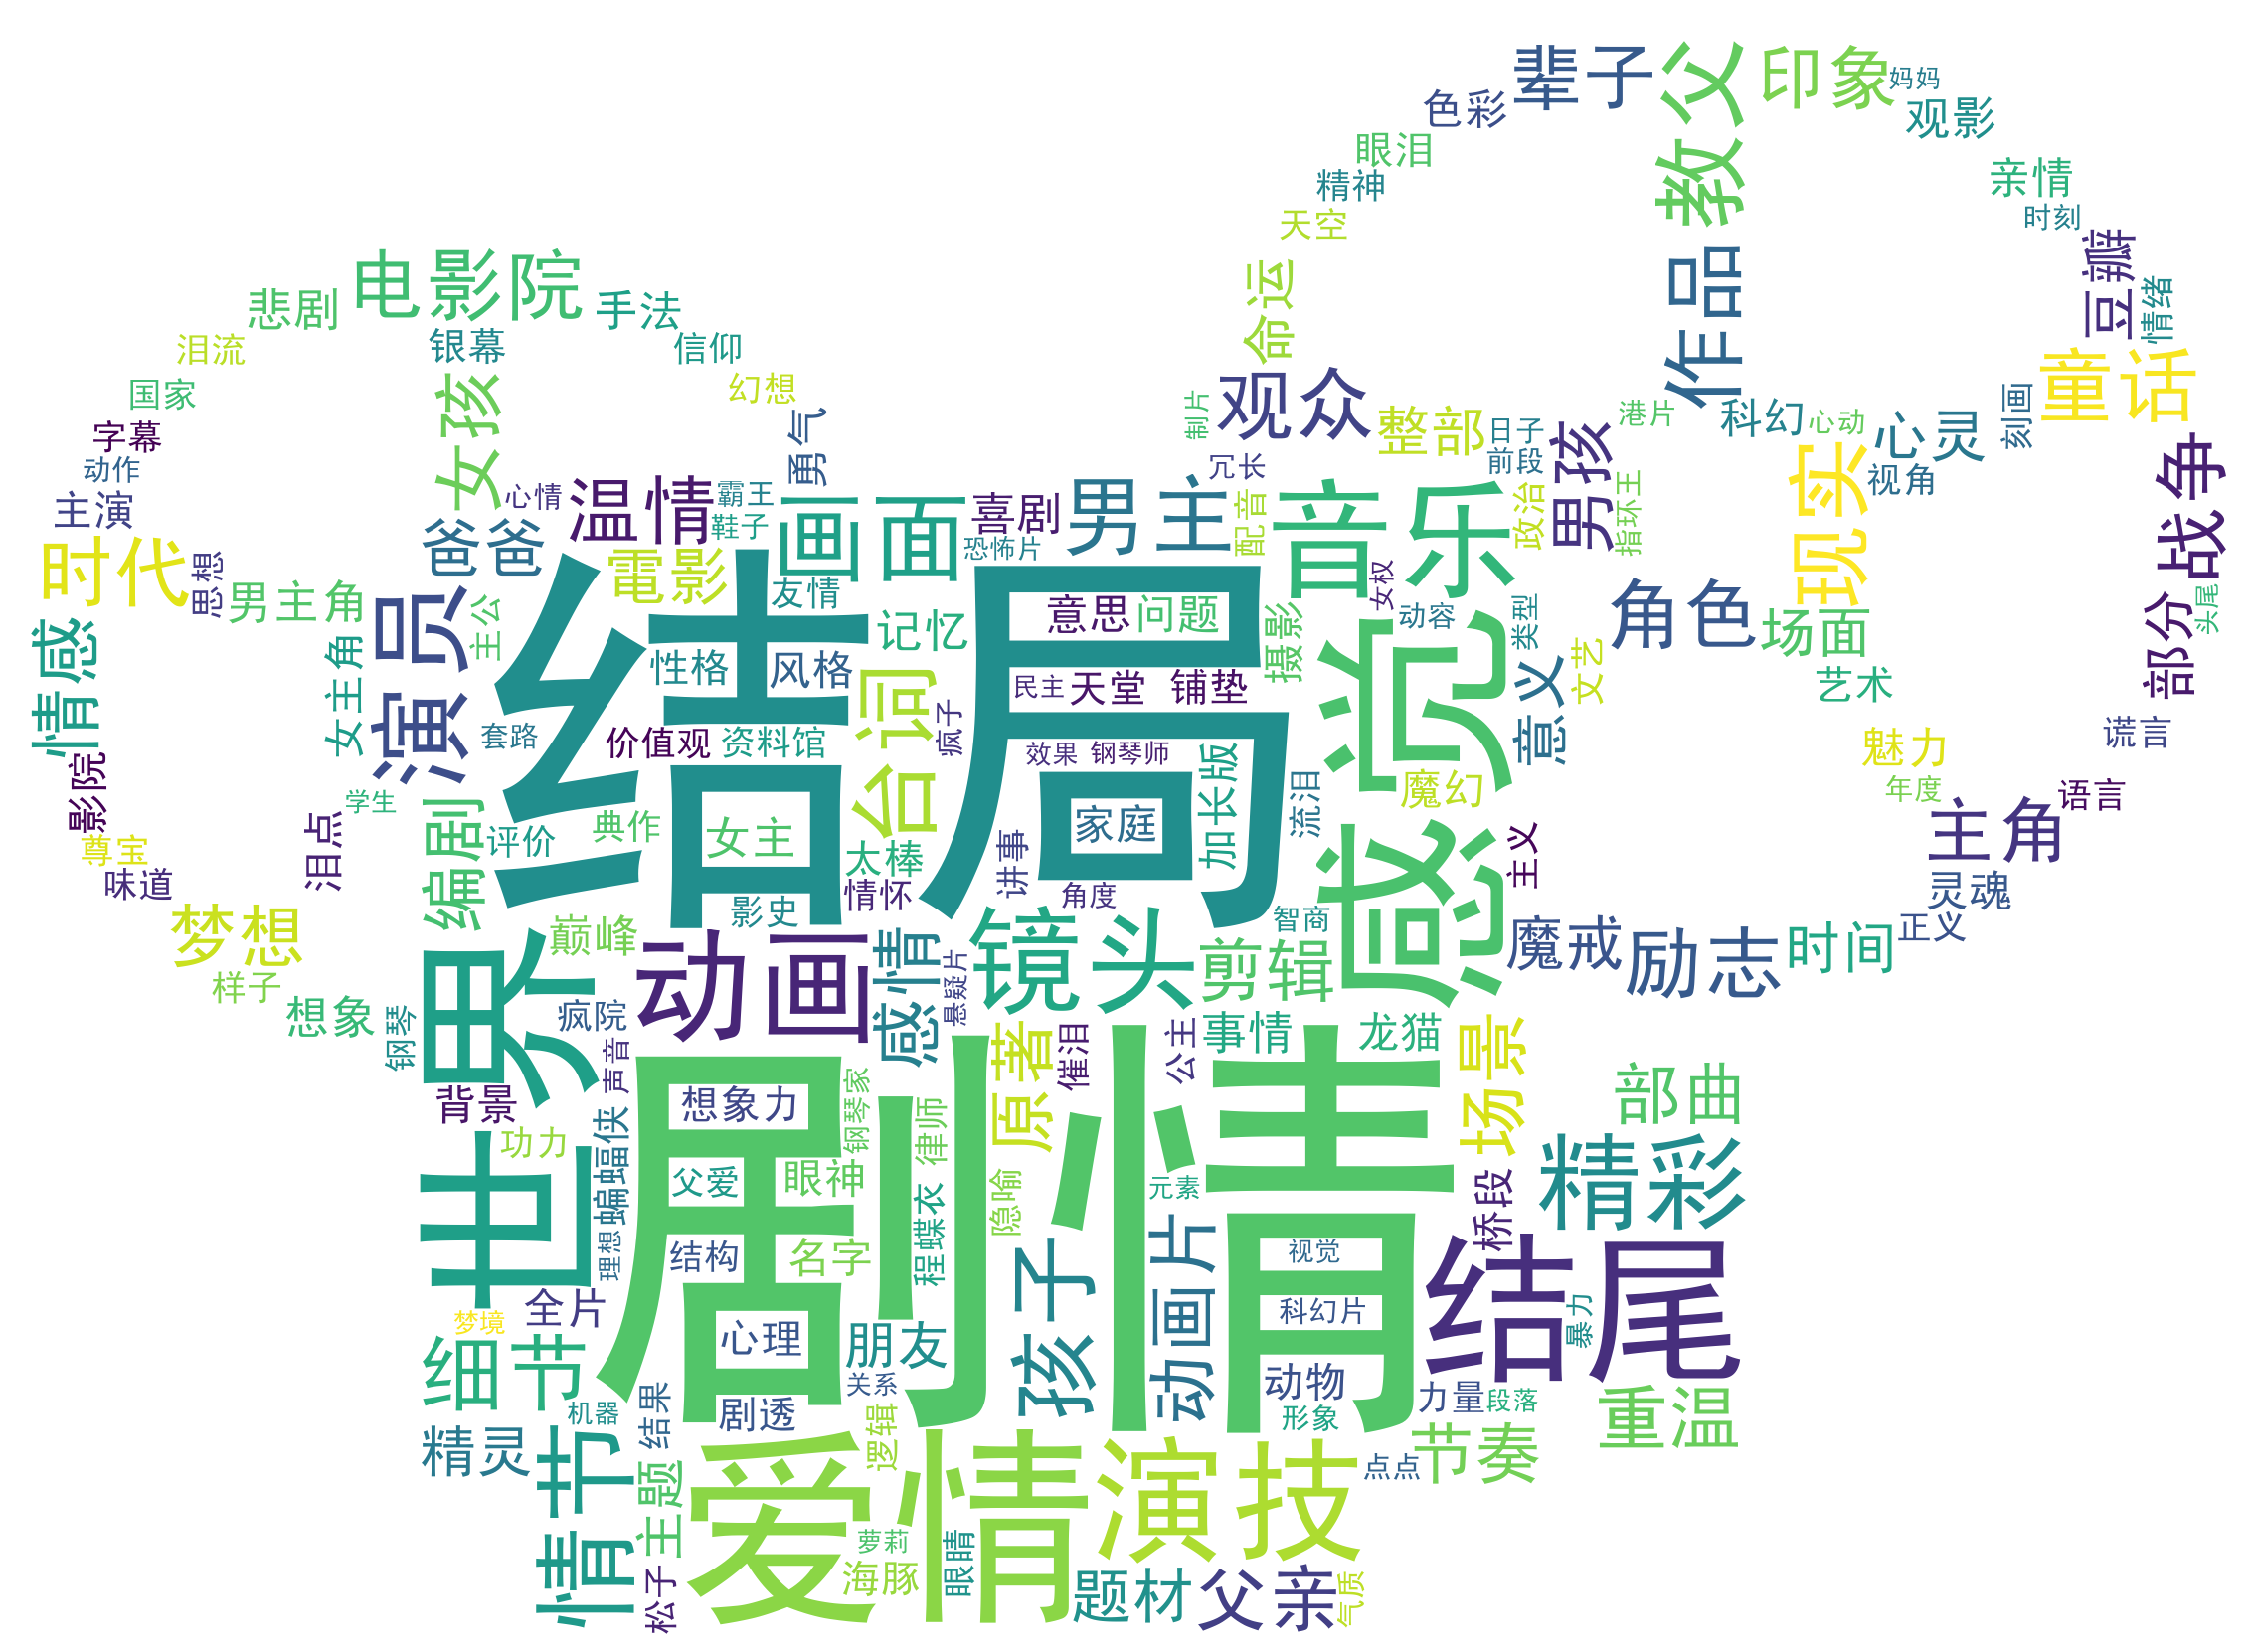 辈子
教父
印象
妈妈
色彩
观影
眼泪
精神
亲情
时刻
天空
豆瓣
作品
电影院
悲剧
手法
命运
情绪
银幕
信仰
泪流
童话
国家
女孩
幻想
观众
制片
整部
日子
港片
科幻
心动
心灵
刻画
字幕
勇气
男孩
战争
动作
现实
前段
冗长
视角
主演
心情
温情
霸王
鞋子
画面
喜剧
男主
配音
音乐
政治
指环王
时代
思想
爸爸
電影
恐怖片
友情
结局
女权
男主角
主公
演员
记忆
意思
问题
摄影
动容
类型
角色
场面
部分
头尾
情感
女主角
性格
风格
台词
民主
天堂
铺垫
感觉
意义
文艺
艺术
影院
套路
价值观
资料馆
疯子
效果
钢琴师
加长版
魔幻
魅力
谎言
学生
泪点
编剧
评价
典作
女主
太棒
讲事
家庭
流泪
主义
年度
语言
主角
尊宝
味道
影史
情怀
角度
智商
灵魂
梦想
巅峰
动画
感情
悬疑片
镜头
剪辑
魔戒
励志
时间
正义
样子
想象
钢琴
世界
疯院
声音
原著
催泪
公主
事情
龙猫
场景
背景
功力
蝙蝠侠
剧情
想象力
钢琴家
律师
部曲
父爱
眼神
程蝶衣
隐喻
元素
精彩
桥段
理想
结构
名字
孩子
动画片
视觉
结尾
全片
梦境
科幻片
暴力
细节
心理
朋友
关系
动物
力量
段落
重温
机器
结果
剧透
逻辑
形象
节奏
精灵
情节
主题
爱情
演技
点点
萝莉
海豚
眼睛
松子
题材
父亲
气质